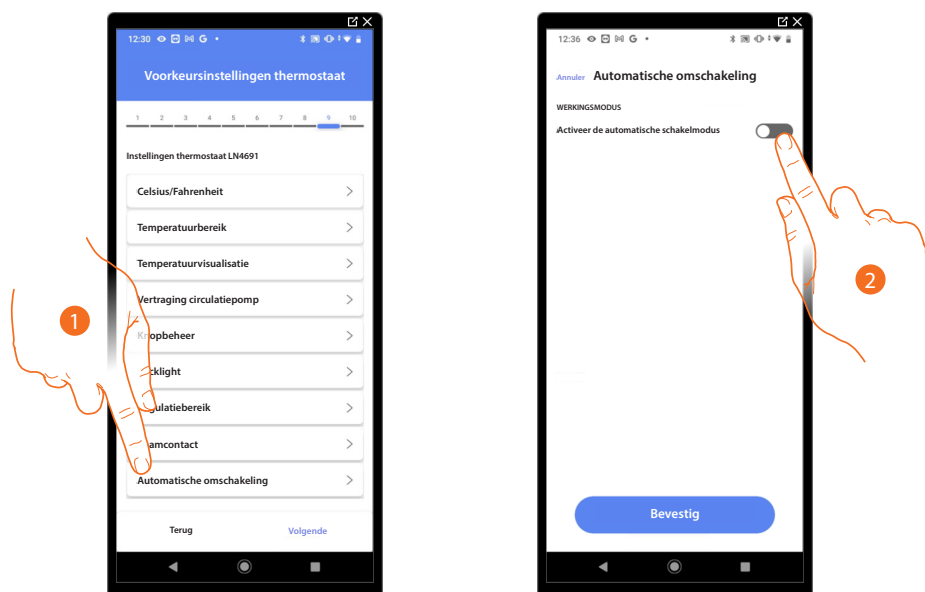 12:30 G
Voorkeursinstellingen thermostaat
1 2 3 4 5 6 7 8 9 10
Instellingen thermostaat LN4691
Celsius/Fahrenheit
Temperatuurbereik
Temperatuurvisualisatie
Vertraging circulatiepomp
Knopbeheer
cklight
gulatiebereik
amcontact
Automatische omschakeling
Terug Volgende
1
12:36 G
Annuler Automatische omschakeling
WERKINGSMODUS
Activeer de automatische schakelmodus
2
Bevestig